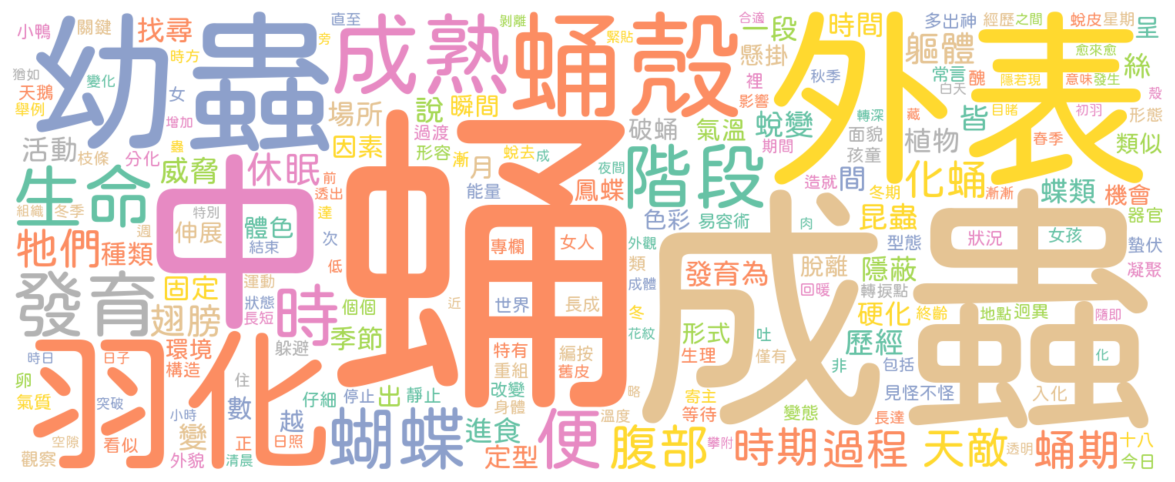 小鴨 關鍵 找尋 成熟 蛹殼 直至 剝離 旁 緊貼 合適 一段 時間 多出神 經歷 之間 蛻皮 星期 呈
猶如 時方 幼蟲 懸掛 裡 秋季 外表 軀體 常言 白天 醜 隱若現 愈來愈 意味 發生 絲
天鵝 舉例 變化 女 增加 場所 說 瞬間 影響 轉深 藏 皆 目睹 初羽 殼 形態
活動 枝條 蟲 分化 威脅 休眠 因素 過渡 形容 漸 蛻去 成 月 破蛹 氣溫 蛻變 期間 面貌 孩童 植物 春季 類似
生命 中 前 透出 達 蛹 能量 夜間 鳳蝶 階段 造就 間 化蛹 冬期 漸漸 蝶類 機會
組織 冬季 週 特別 伸展 體色 結束 次 色彩 易容術 肉 昆蟲 器官
牠們 種類 低 專欄 女人 外觀 類 發育為 脫離 型態 隱蔽 狀況 女孩 蟄伏 凝聚
發育 固定 翅膀 運動 狀態 長短 時 個個 近 世界 長成 成體 冬 成蟲 回暖 轉捩點 硬化 終齡 地點 迥異 隨即
時日 日子 環境 構造 躲避 季節 特有 重組 編按 舊皮 花紋 形式 生理 吐 僅有 歷經 化
卵 氣質 羽化 突破 住 仔細 停止 出 靜止 改變 身體 略 寄主 等待 非 包括 見怪不怪 入化
空隙 看似 小時 變 數 越 正 日照 蝴蝶 進食 溫度 變態 長達
觀察 外貌 清晨 定型 便 腹部 攀附 時期 過程 天敵 透明 蛹期 十八 今日